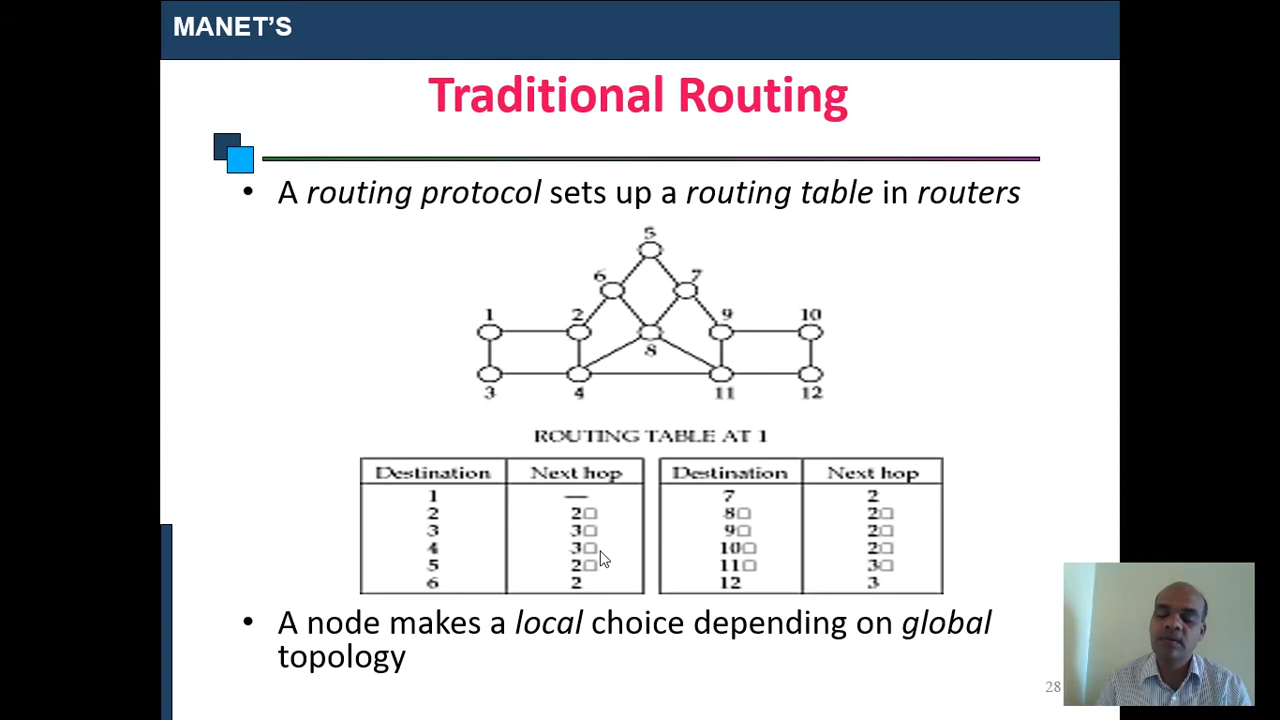 MANET'S
Traditional Routing
• A routing protocol sets up a routing table in routers
5
6 7
1 2 9 10
8
3 4 11 12
ROUTING TABLE AT 1
Destination Next hop Destination Next hop
1 — 7 2
2 2□ 8□ 2□
3 3□ 9□ 2□
4 3□ 10□ 2□
5 2□ 11□ 3□
6 2 12 3
• A node makes a local choice depending on global
topology
28